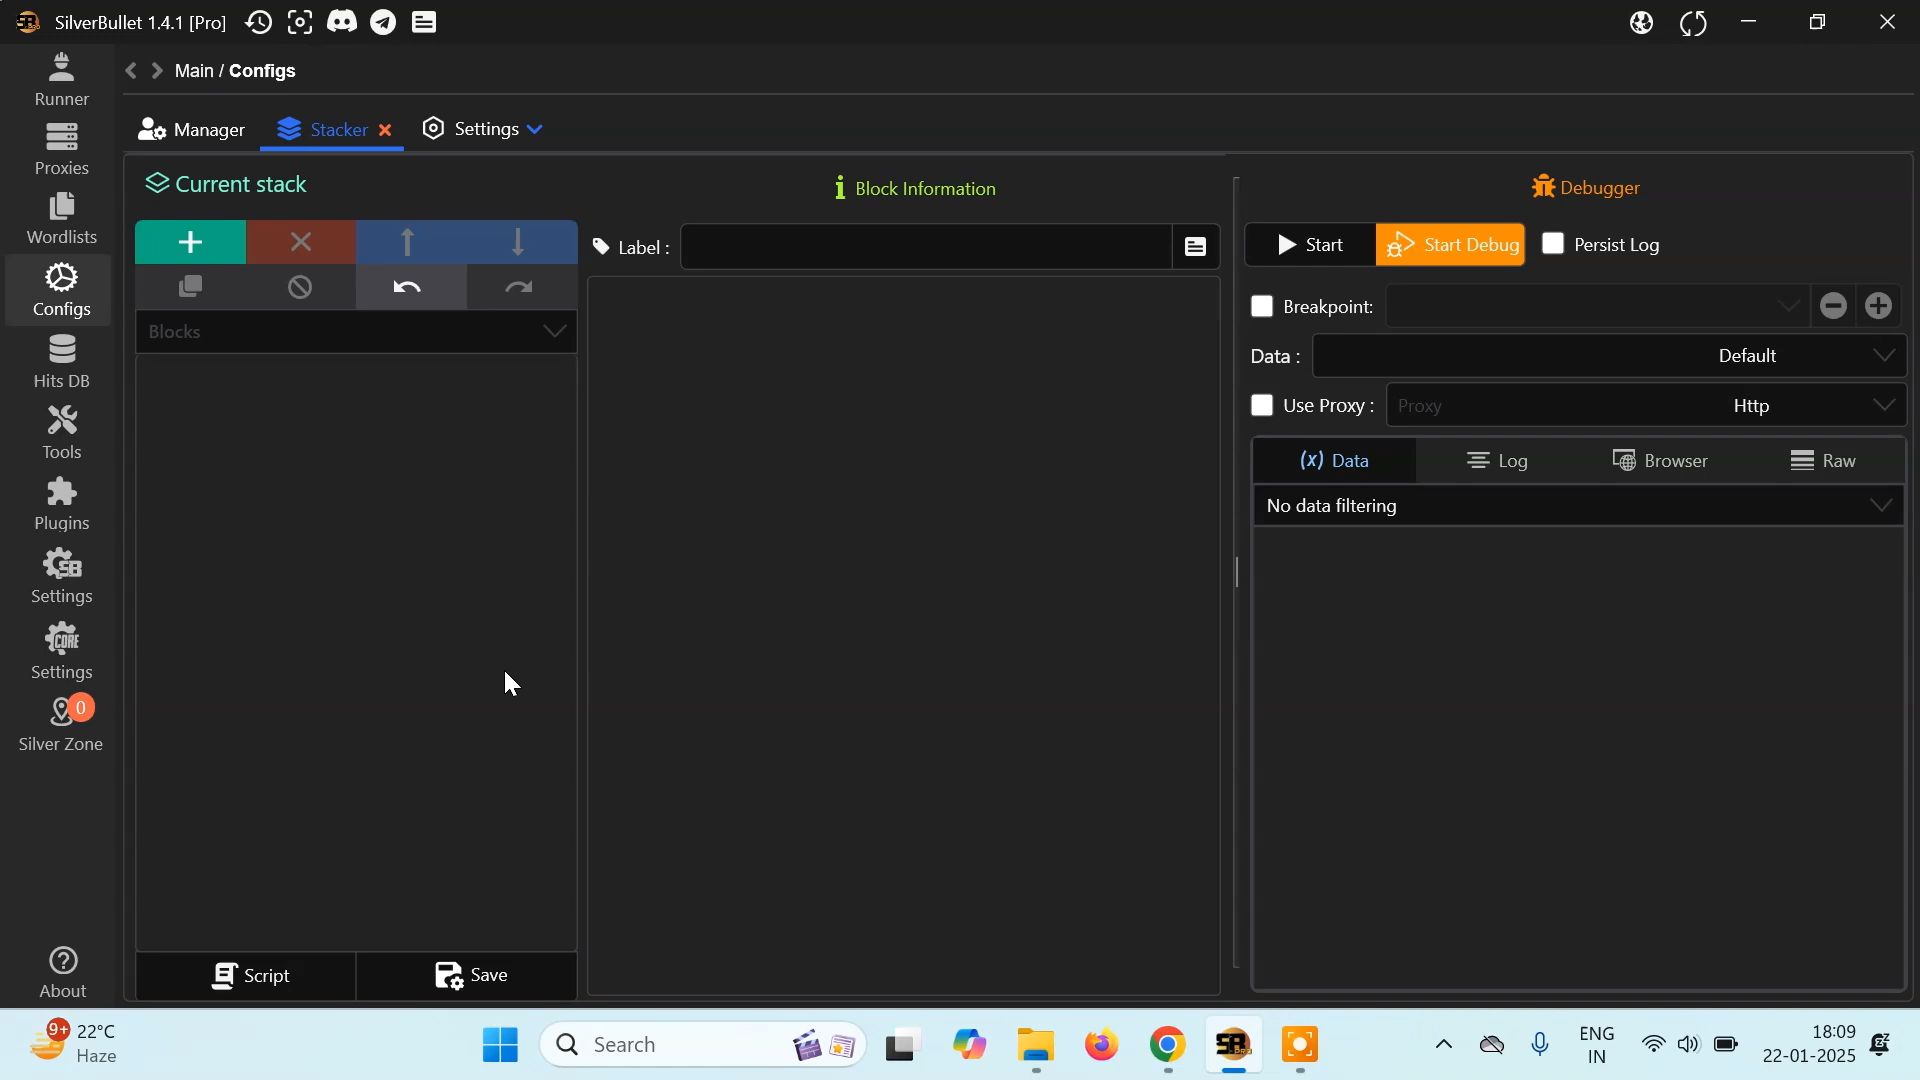 SilverBullet 1.4.1 [Pro]
Runner
Proxies
Wordlists
Configs
Hits DB
Tools
Plugins
SB
Settings
CORE
Settings
0
Silver Zone
About
Main / Configs
Manager
Stacker
Settings
Current stack
Blocks
Script
Save
Block Information
Label :
Debugger
Start
Start Debug
Persist Log
Breakpoint:
Data :
Default
Use Proxy :
Proxy
Http
(x) Data
Log
Browser
Raw
No data filtering
9+
22°C
Haze
Search
ENG
IN
18:09
22-01-2025